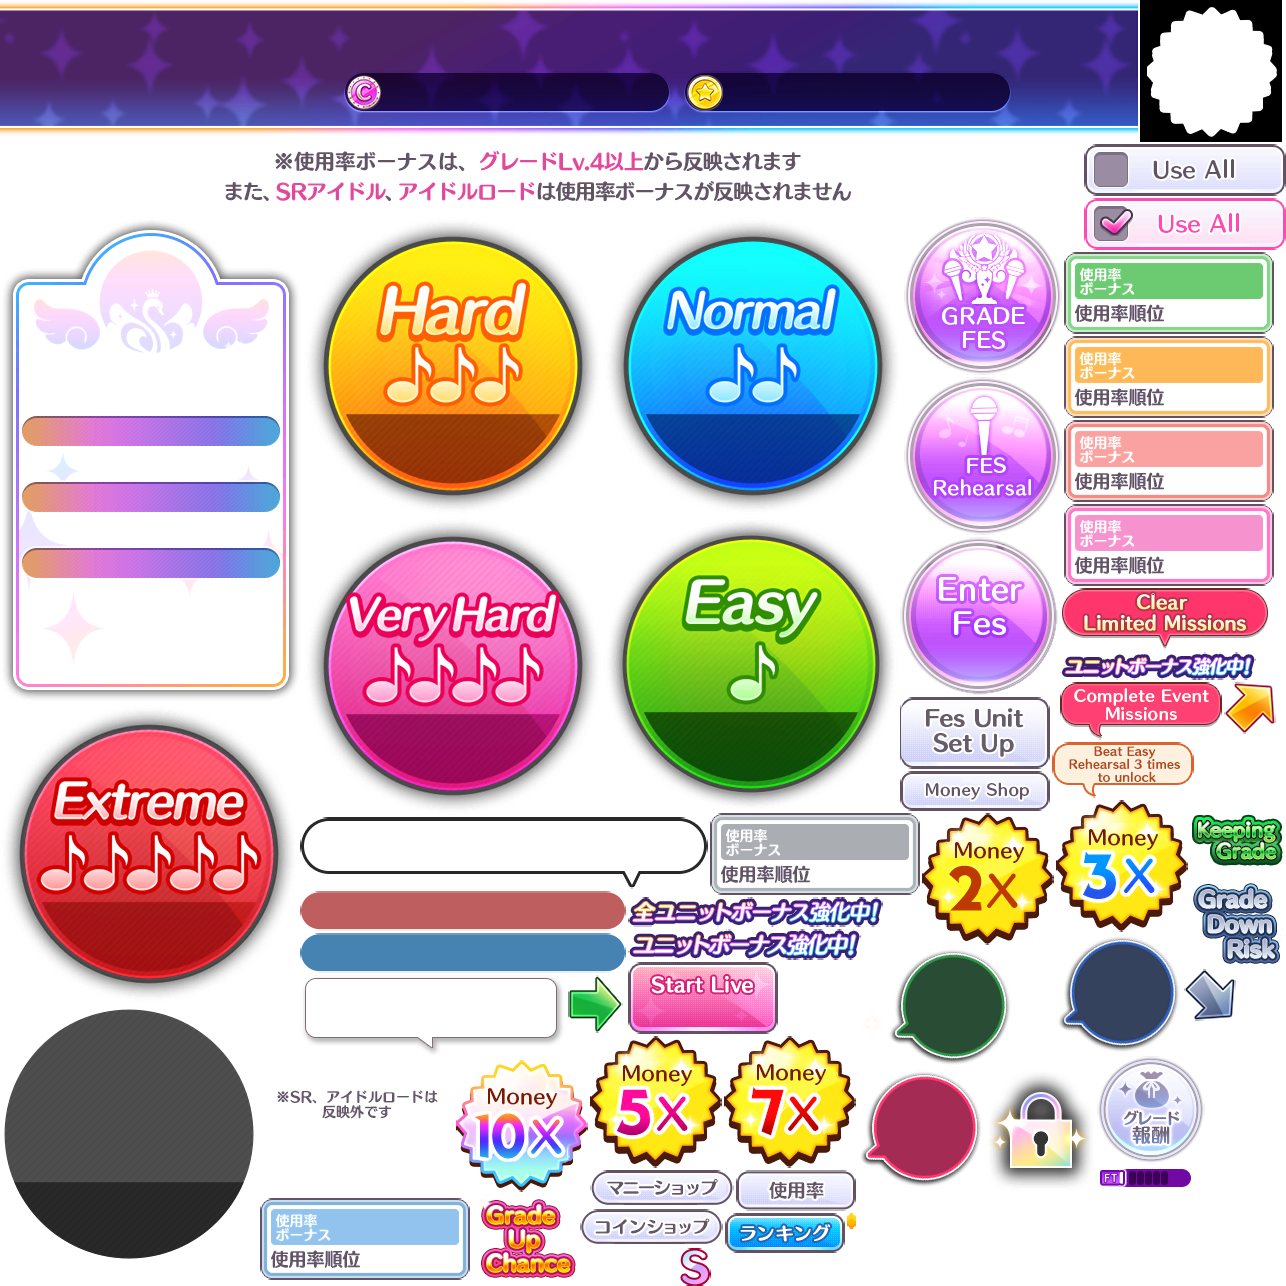 C
※使用率ボーナスは、グレードLv.4以上から反映されます
また、SRアイドル、アイドルロードは使用率ボーナスが反映されません
Use All
Use All
Hard
Normal
GRADE
FES
使用率
ボーナス
使用率順位
使用率
ボーナス
使用率順位
FES
Rehearsal
使用率
ボーナス
使用率順位
使用率
ボーナス
使用率順位
Very Hard
Easy
Enter
Fes
Clear
Limited Missions
ユニットボーナス強化中!
Complete Event
Missions
Fes Unit
Set Up
Beat Easy
Rehearsal 3 times
to unlock
Money Shop
Extreme
使用率
ボーナス
使用率順位
Money
2X
Money
3X
Keeping
Grade
Grade
Down
Risk
全ユニットボーナス強化中!
ユニットボーナス強化中!
Start Live
※SR、アイドルロードは
反映外です
Money
10X
Money
5X
Money
7X
グレード
報酬
FT
マニーショップ
使用率
コインショップ
ランキング
使用率
ボーナス
使用率順位
Grade
Up
Chance
S